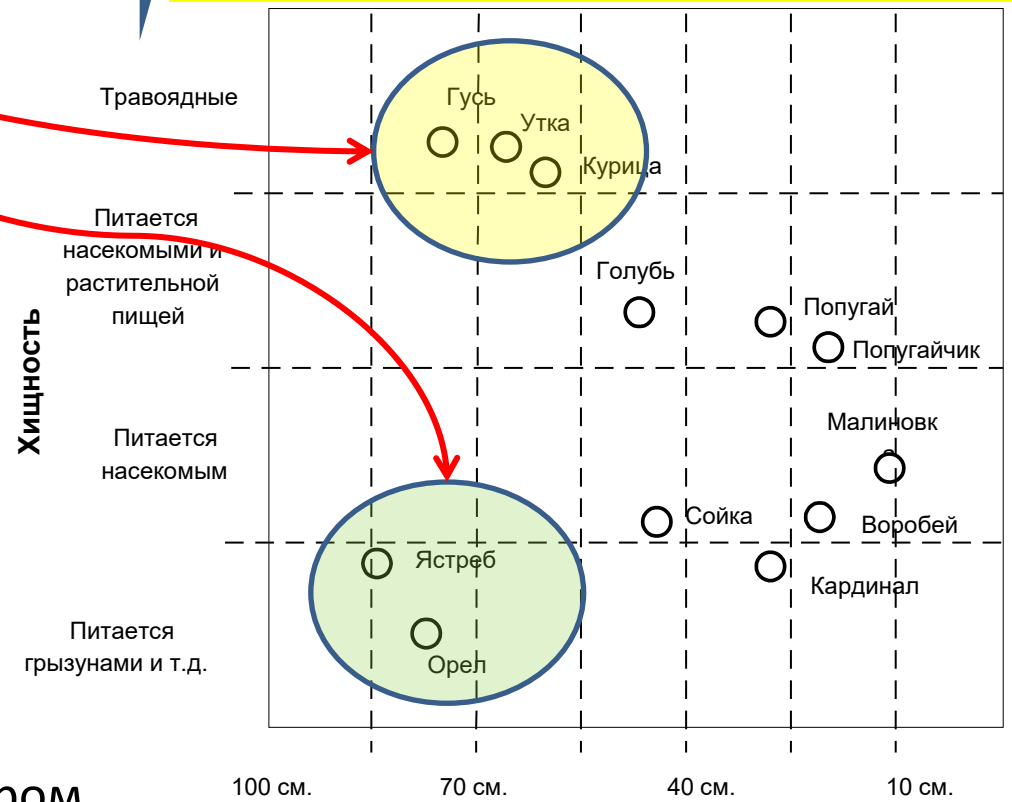 Травоядные
Гусь
Утка
Курица
Питается
насекомыми и
растительной
пищей
Голубь
Попугай
Попугайчик
Хищность
Питается
насекомым
Малиновк
Сойка
Воробей
Ястреб
Кардинал
Питается
грызунами и т.д.
Орел
100 см.
70 см.
40 см.
10 см.